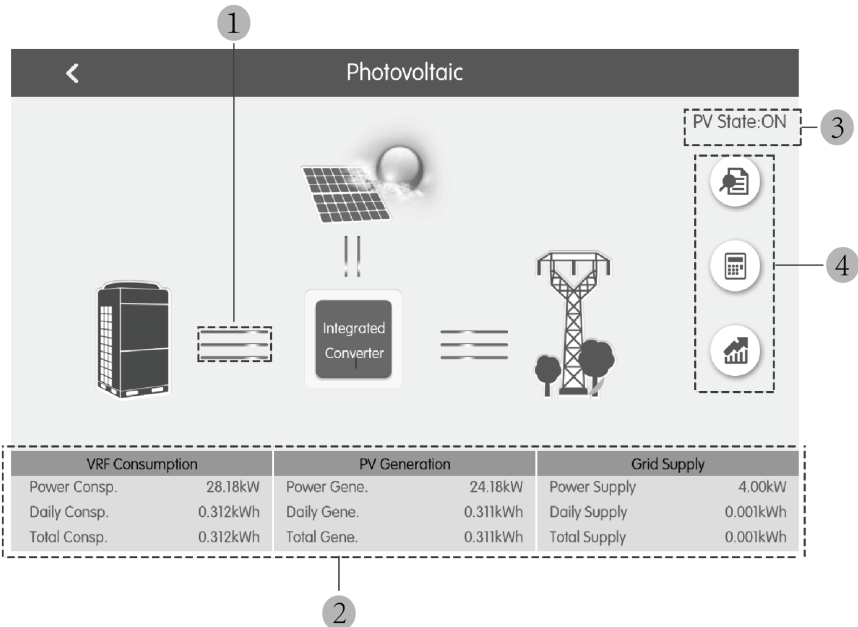 1
Photovoltaic
PV State:ON
3
4
Integrated
Converter
VRF Consumption PV Generation Grid Supply
Power Consp. 28.18kW Power Gene. 24.18kW Power Supply 4.00kW
Daily Consp. 0.312kWh Daily Gene. 0.311kWh Daily Supply 0.001kWh
Total Consp. 0.312kWh Total Gene. 0.311kWh Total Supply 0.001kWh
2